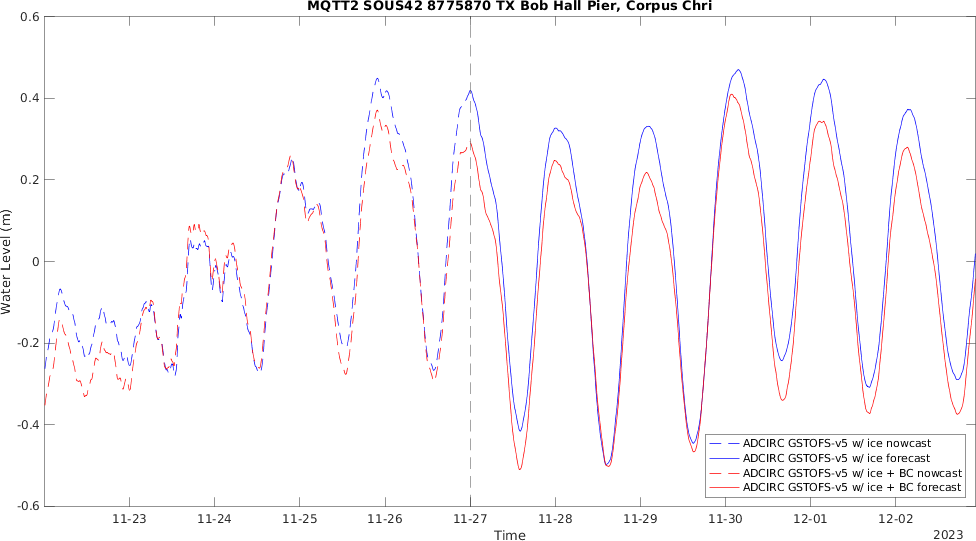 MQTT2 SOUS42 8775870 TX Bob Hall Pier, Corpus Chri
0.6
0.4
0.2
0
-0.2
-0.4
-0.6
Water Level (m)
11-23 11-24 11-25 11-26 11-27 11-28 11-29 11-30 12-01 12-02
Time
2023
ADCIRC GSTOFS-v5 w/ ice nowcast
ADCIRC GSTOFS-v5 w/ ice forecast
ADCIRC GSTOFS-v5 w/ ice + BC nowcast
ADCIRC GSTOFS-v5 w/ ice + BC forecast